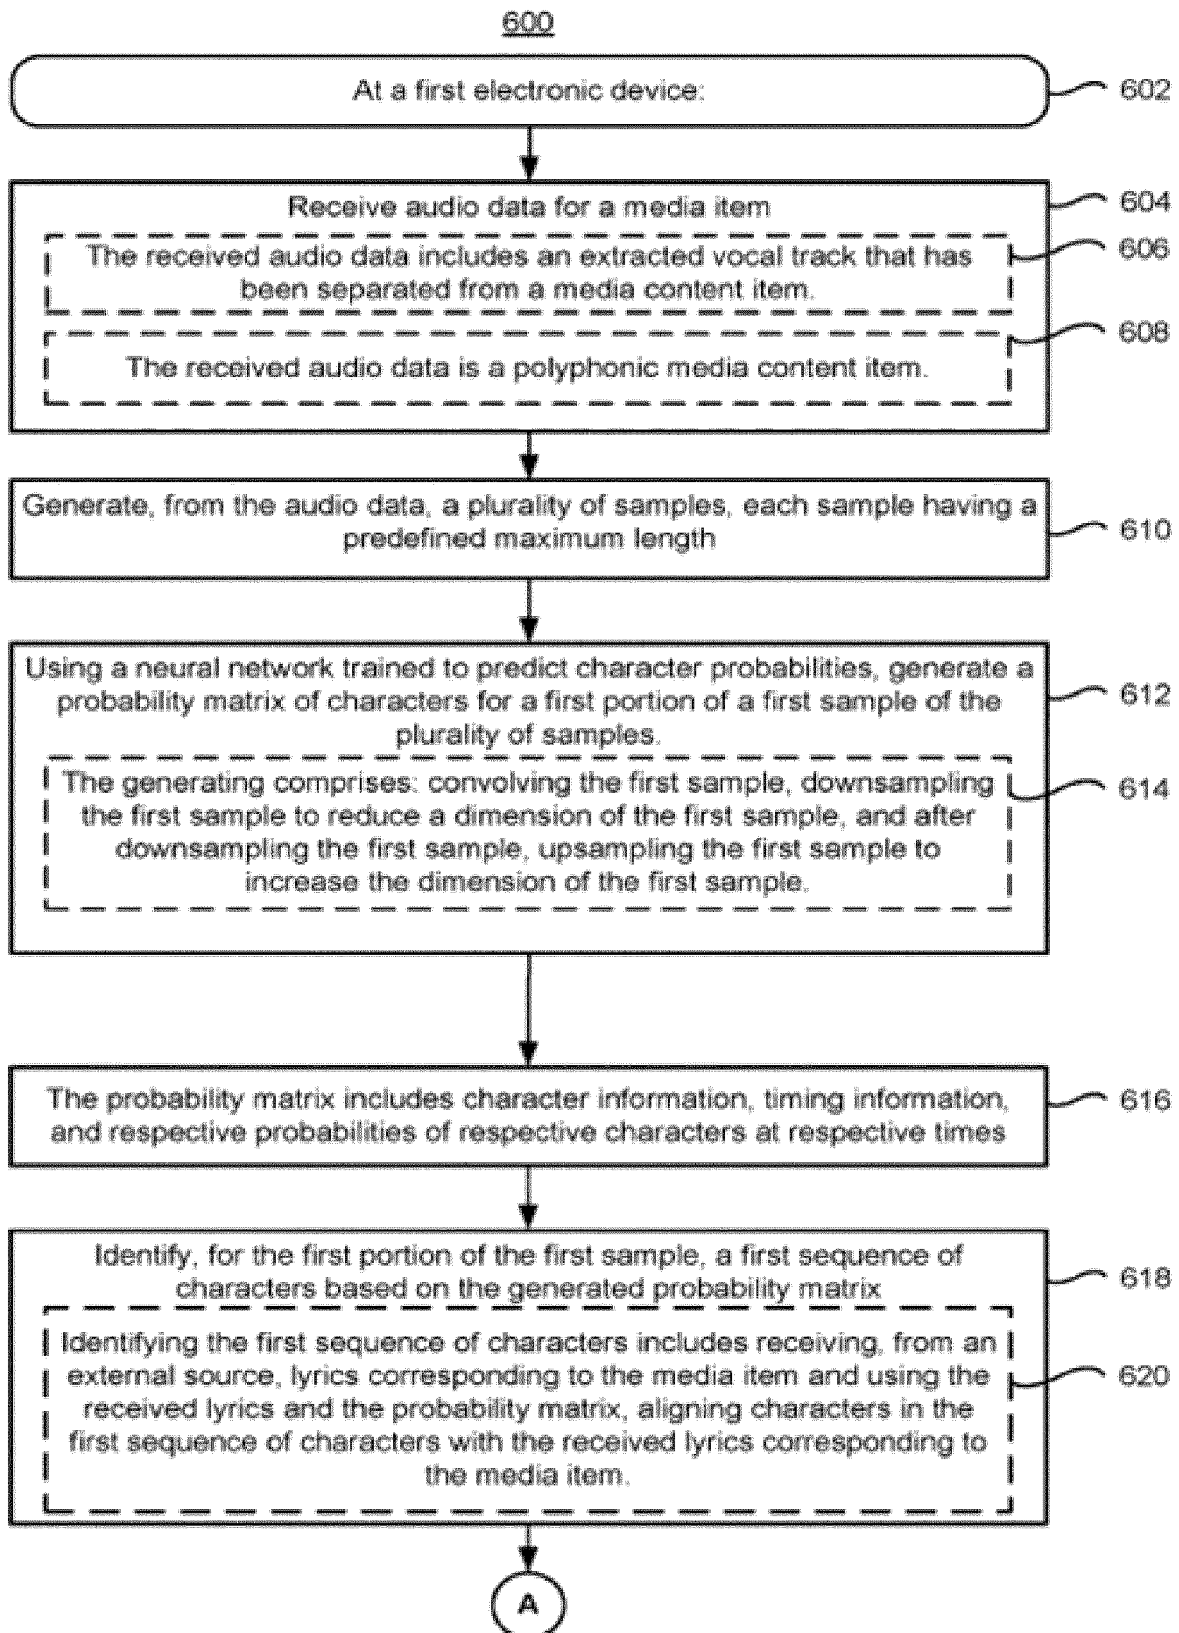 600
At a first electronic device:
602
Receive audio data for a media item
604
The received audio data includes an extracted vocal track that has
been separated from a media content item.
606
The received audio data is a polyphonic media content item.
608
Generate, from the audio data, a plurality of samples, each sample having a
predefined maximum length
610
Using a neural network trained to predict character probabilities, generate a
probability matrix of characters for a first portion of a first sample of the
plurality of samples.
612
The generating comprises: convolving the first sample, downsampling
the first sample to reduce a dimension of the first sample, and after
downsampling the first sample, upsampling the first sample to
increase the dimension of the first sample.
614
The probability matrix includes character information, timing information,
and respective probabilities of respective characters at respective times
616
Identify, for the first portion of the first sample, a first sequence of
characters based on the generated probability matrix
618
Identifying the first sequence of characters includes receiving, from an
external source, lyrics corresponding to the media item and using the
received lyrics and the probability matrix, aligning characters in the
first sequence of characters with the received lyrics corresponding to
the media item.
620
A